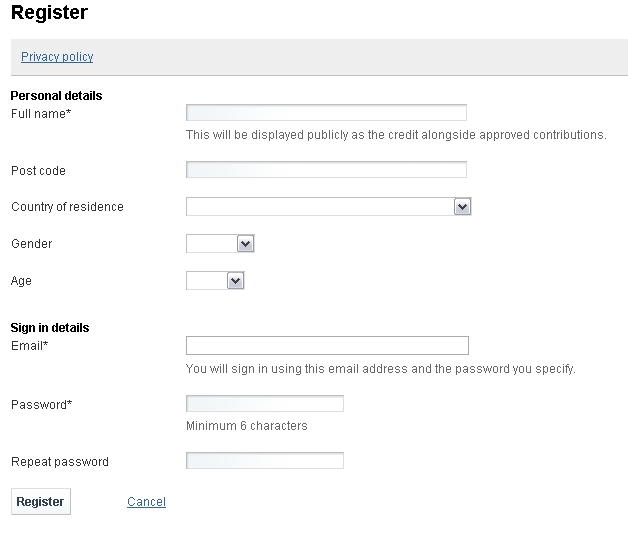 Register
Privacy policy
Personal details
Full name*
This will be displayed publicly as the credit alongside approved contributions.
Post code
Country of residence
Gender
Age
Sign in details
Email*
You will sign in using this email address and the password you specify.
Password*
Minimum 6 characters
Repeat password
Register Cancel